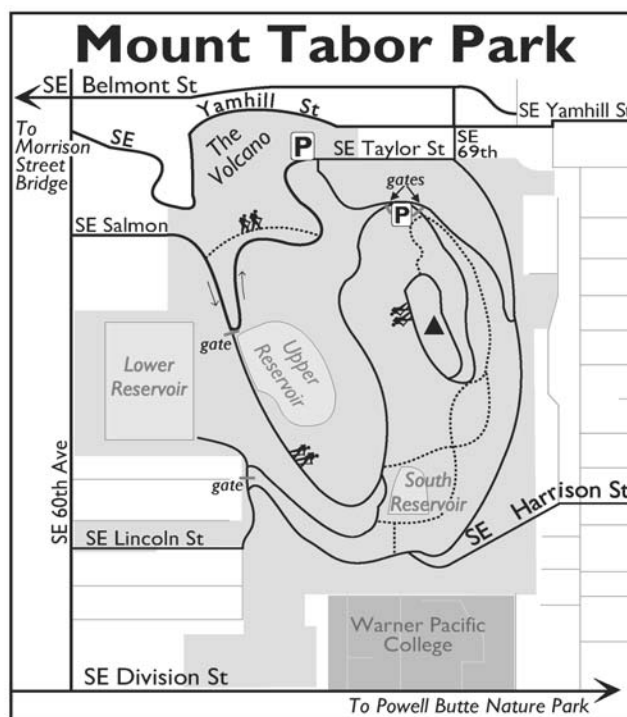 Mount Tabor Park
SE Belmont St
Yamhill St
SE Yamhill St
To
Morrison
Street
Bridge
SE
The
Volcano
P
SE Taylor St
SE
69th
gates
P
SE Salmon
gate
Lower
Reservoir
Upper
Reservoir
South
Reservoir
gate
SE 60th Ave
SE Harrison St
SE Lincoln St
Warner Pacific
College
SE Division St
To Powell Butte Nature Park